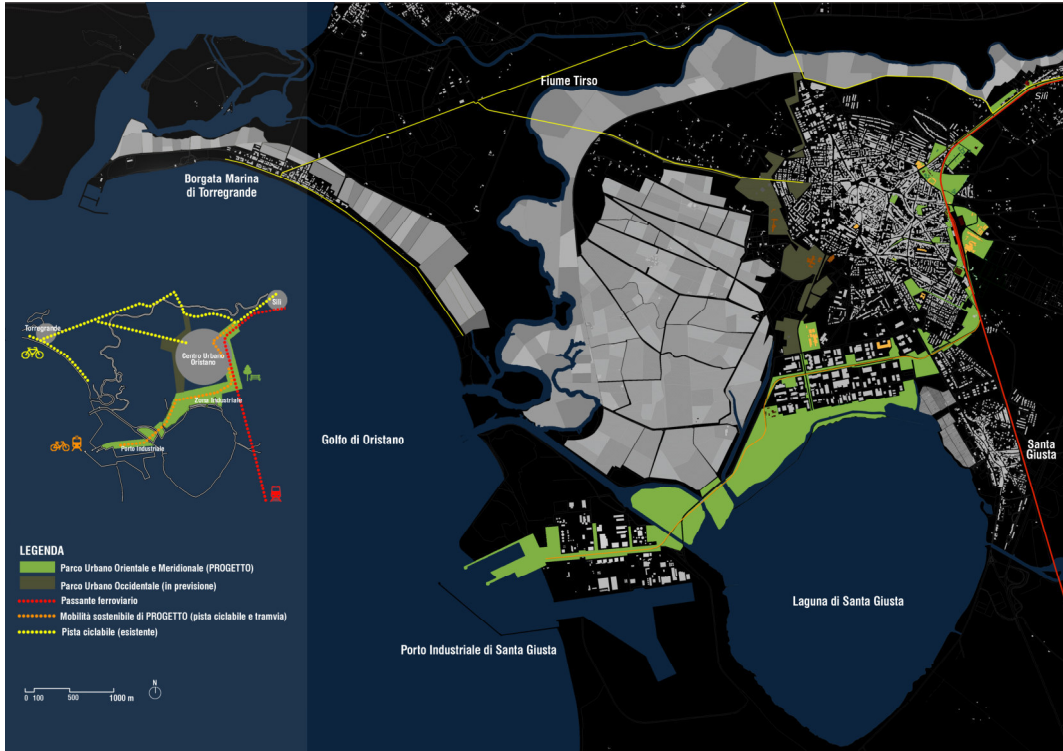 Fiume Tirso
Silì
Borgata Marina
di Torregrande
Silì
Torregrande
Centro Urbano
Oristano
Zona Industriale
Porto Industriale
Golfo di Oristano
Santa
Giusta
LEGENDA
Parco Urbano Orientale e Meridionale (PROGETTO)
Parco Urbano Occidentale (in previsione)
Passante ferroviario
Mobilità sostenibile di PROGETTO (pista ciclabile e tramvia)
Pista ciclabile (esistente)
Laguna di Santa Giusta
Porto Industriale di Santa Giusta
0 100 500 1000 m
N